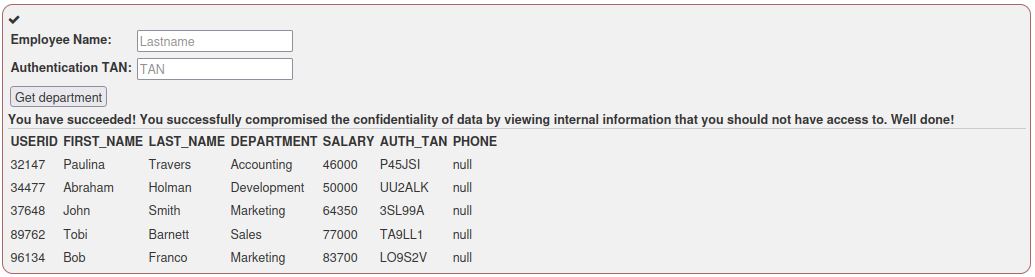 Employee Name: Lastname
Authentication TAN: TAN
Get department
You have succeeded! You successfully compromised the confidentiality of data by viewing internal information that you should not have access to. Well done!
USERID FIRST_NAME LAST_NAME DEPARTMENT SALARY AUTH_TAN PHONE
32147 Paulina Travers Accounting 46000 P45JSI null
34477 Abraham Holman Development 50000 UU2ALK null
37648 John Smith Marketing 64350 3SL99A null
89762 Tobi Barnett Sales 77000 TA9LL1 null
96134 Bob Franco Marketing 83700 LO9S2V null